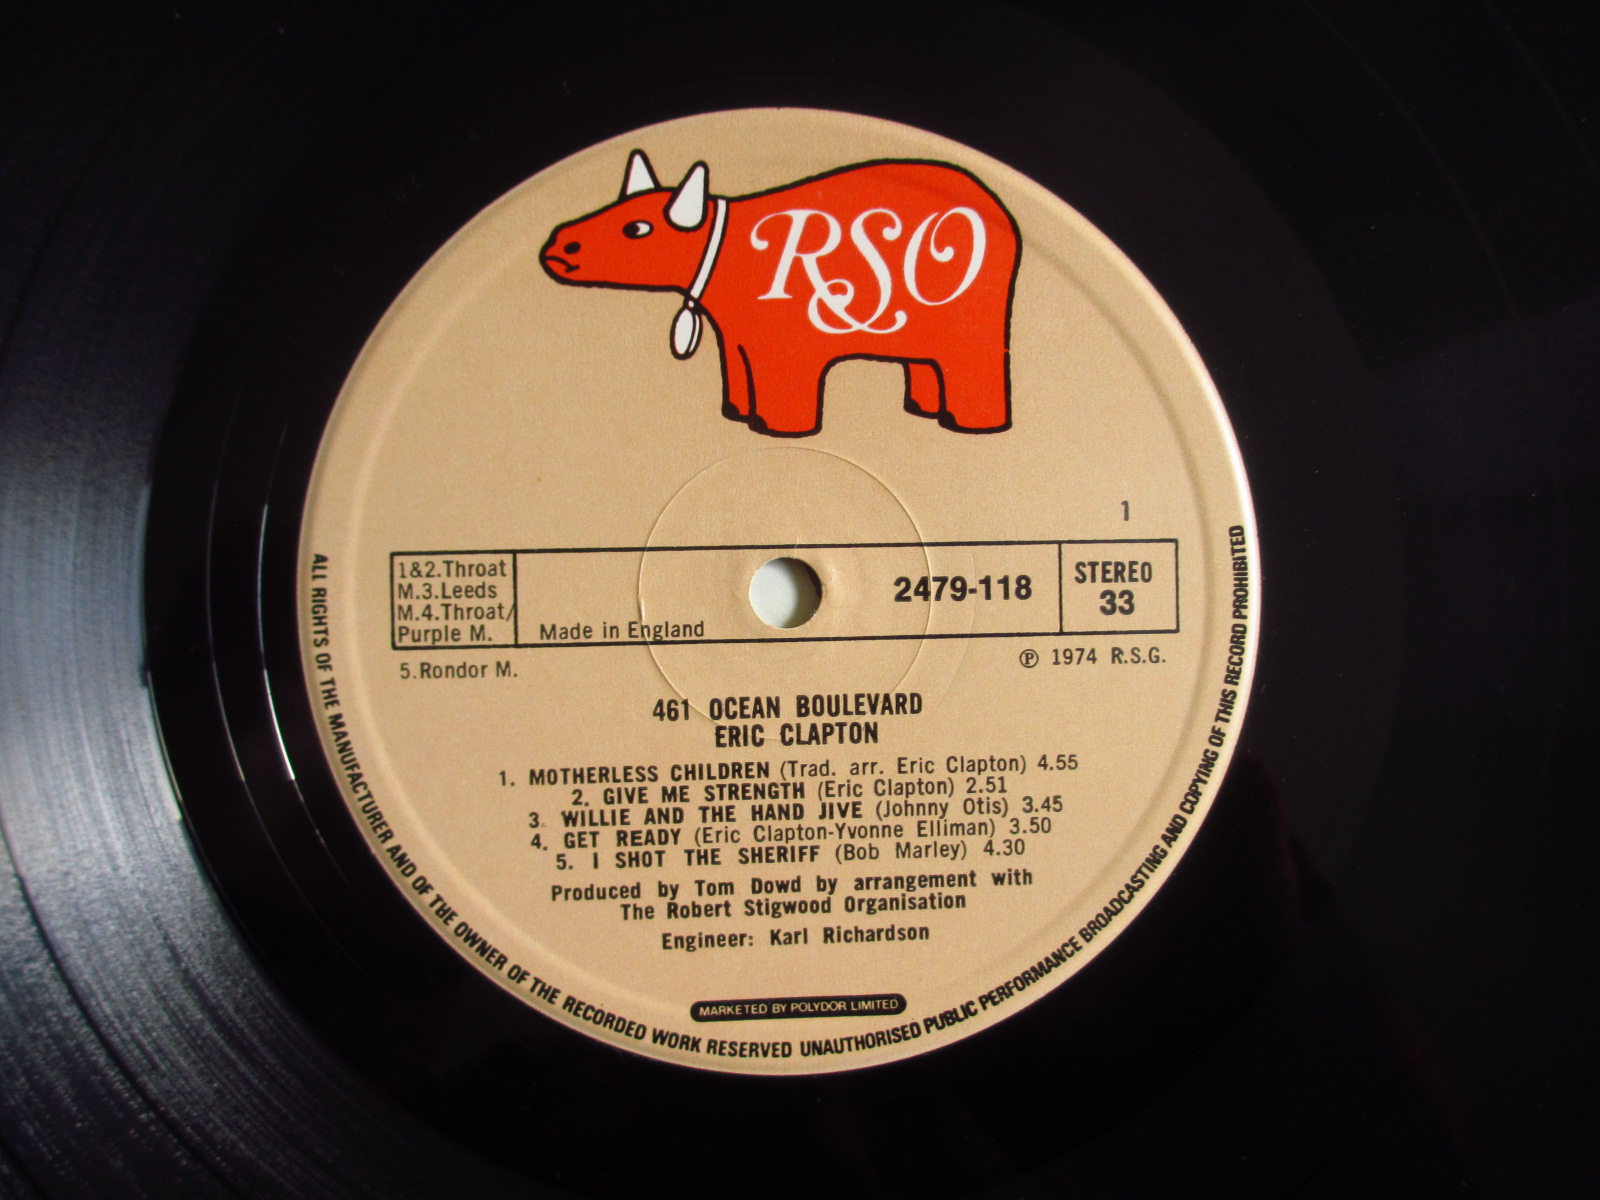 RSO
1
1&2.Throat
M.3.Leeds
M.4.Throat/
Purple M.
Made in England
2479-118
STEREO
33
5.Rondor M.
℗ 1974 R.S.G.
461 OCEAN BOULEVARD
ERIC CLAPTON
1. MOTHERLESS CHILDREN (Trad. arr. Eric Clapton) 4.55
2. GIVE ME STRENGTH (Eric Clapton) 2.51
3. WILLIE AND THE HAND JIVE (Johnny Otis) 3.45
4. GET READY (Eric Clapton-Yvonne Elliman) 3.50
5. I SHOT THE SHERIFF (Bob Marley) 4.30
Produced by Tom Dowd by arrangement with
The Robert Stigwood Organisation
Engineer: Karl Richardson
MARKETED BY POLYDOR LIMITED
ALL RIGHTS OF THE MANUFACTURER AND OF THE OWNER OF THE RECORDED WORK RESERVED UNAUTHORISED PUBLIC PERFORMANCE BROADCASTING AND COPYING OF THIS RECORD PROHIBITED